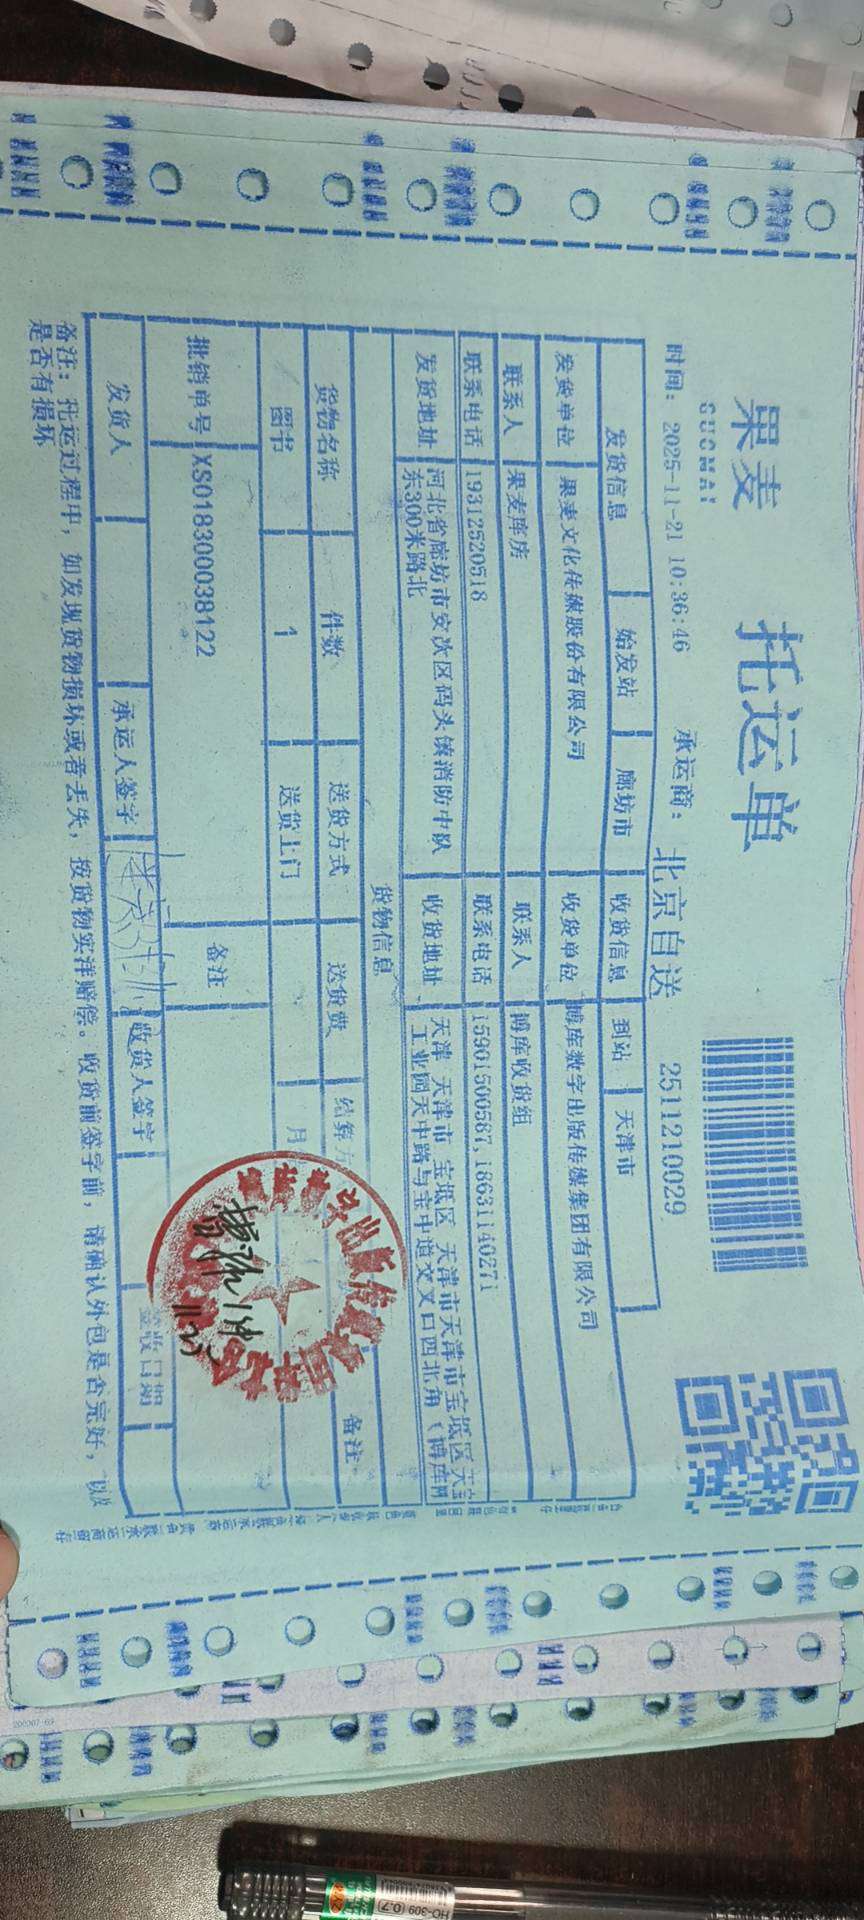 果麦
GUOMAI
托运单
时间: 2025-11-21 10:36:46 承运商: 北京自送 2511210029
发货信息 始发站 廊坊市 收货信息 到站 天津市
发货单位 果麦文化传媒股份有限公司 收货单位 博库数字出版传媒集团有限公司
联系人 果麦库房 联系人 博库收货组
联系电话 19312520518 联系电话 15901500587,18631140271
发货地址 河北省廊坊市安次区码头镇消防中队东300米路北 收货地址 天津 天津市 宝坻区 天津市天津市宝坻区天宝工业园天中路与宝中道交叉口西北角（博库网
货物信息
货物名称 件数 送货方式 送货费 结算方 备注
图书 1 送货上门 月
批销单号 XS018300038122 备注
发货人 承运人签字 收货人签字 签收日期
备注: 托运过程中, 如发现货物损坏或者丢失, 按货物实洋赔偿。收货前签字前, 请确认外包是否完好, 以及
是否有损坏
11.25
HO-309 (0.7)